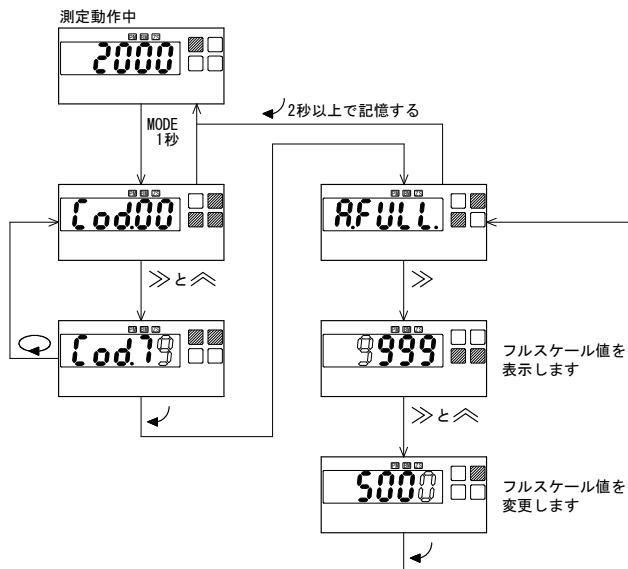 測定動作中
2000
2秒以上で記憶する
MODE
1秒
Cod.00
A.FULL.
≫と︽
≫
Cod.79
9999
フルスケール値を
表示します
≫と︽
5000
フルスケール値を
変更します